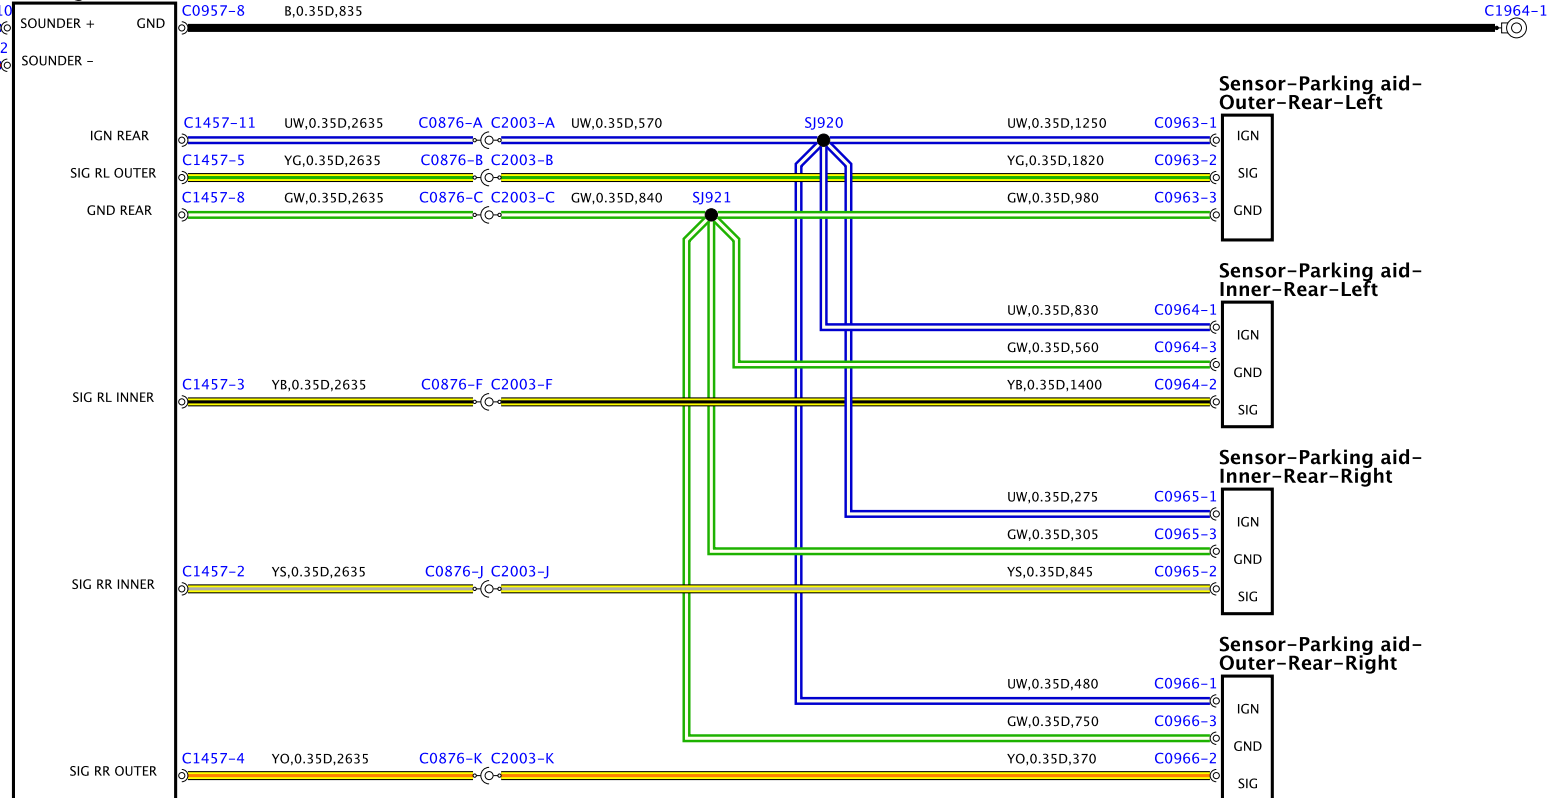 10
C0957-8 B,0.35D,835 C1964-1
SOUNDER + GND
2
SOUNDER -
Sensor-Parking aid-
Outer-Rear-Left
C1457-11 UW,0.35D,2635 C0876-A C2003-A UW,0.35D,570 SJ920 UW,0.35D,1250 C0963-1
IGN REAR IGN
C1457-5 YG,0.35D,2635 C0876-B C2003-B YG,0.35D,1820 C0963-2
SIG RL OUTER SIG
C1457-8 GW,0.35D,2635 C0876-C C2003-C GW,0.35D,840 SJ921 GW,0.35D,980 C0963-3
GND REAR GND
Sensor-Parking aid-
Inner-Rear-Left
UW,0.35D,830 C0964-1
IGN
GW,0.35D,560 C0964-3
GND
C1457-3 YB,0.35D,2635 C0876-F C2003-F YB,0.35D,1400 C0964-2
SIG RL INNER SIG
Sensor-Parking aid-
Inner-Rear-Right
UW,0.35D,275 C0965-1
IGN
GW,0.35D,305 C0965-3
GND
C1457-2 YS,0.35D,2635 C0876-J C2003-J YS,0.35D,845 C0965-2
SIG RR INNER SIG
Sensor-Parking aid-
Outer-Rear-Right
UW,0.35D,480 C0966-1
IGN
GW,0.35D,750 C0966-3
GND
C1457-4 YO,0.35D,2635 C0876-K C2003-K YO,0.35D,370 C0966-2
SIG RR OUTER SIG